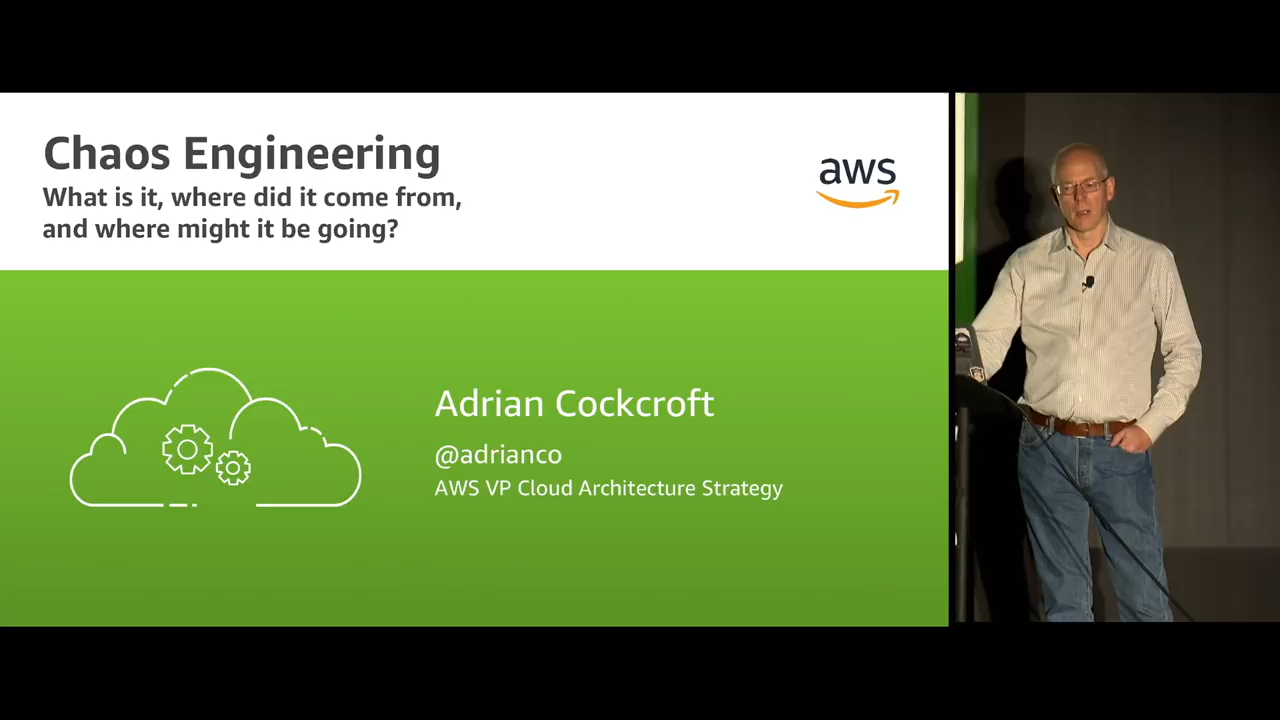 Chaos Engineering
What is it, where did it come from,
and where might it be going?
aws
Adrian Cockcroft
@adrianco
AWS VP Cloud Architecture Strategy